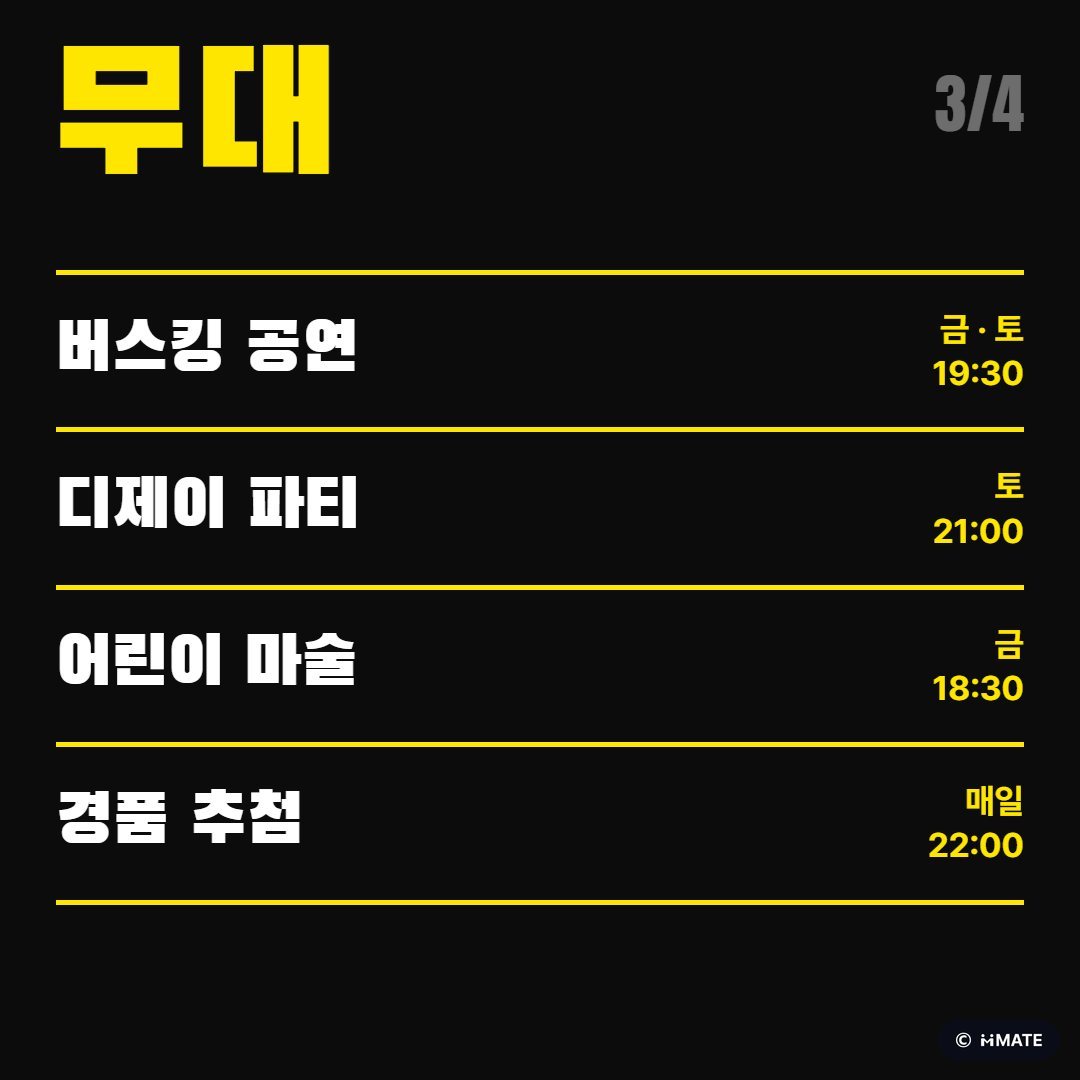 무대
3/4
버스킹 공연
금 · 토
19:30
디제이 파티
토
21:00
어린이 마술
금
18:30
경품 추첨
매일
22:00
© MMATE